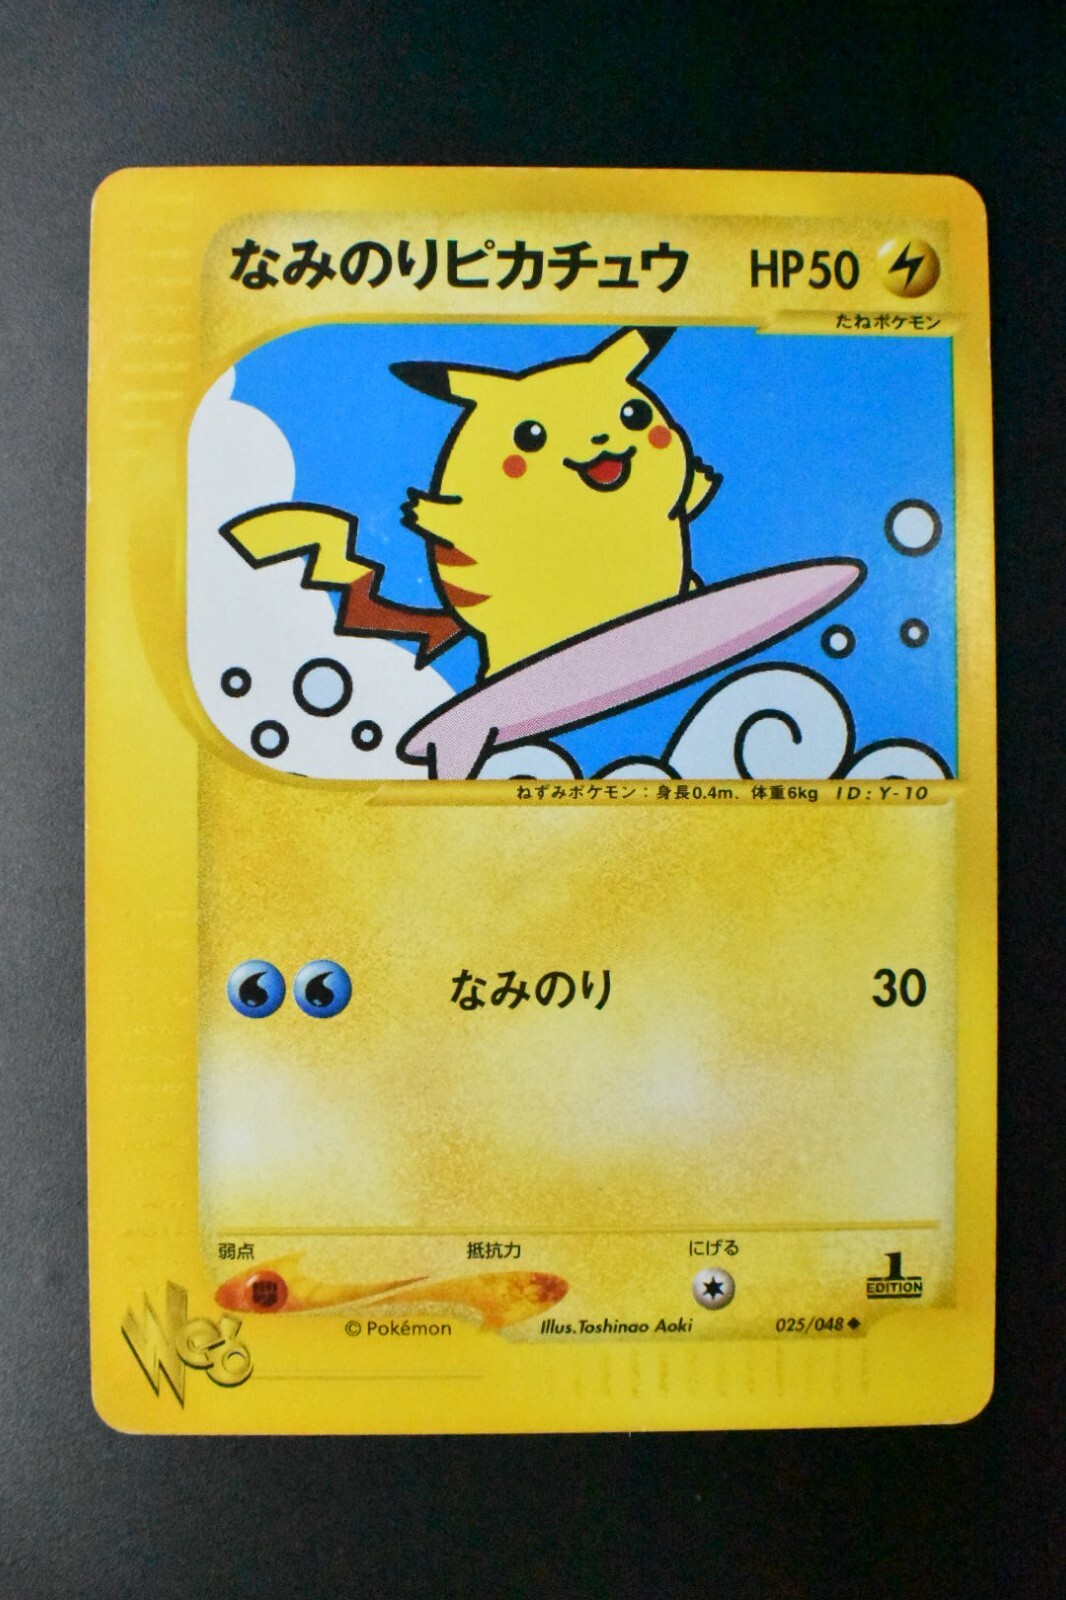 なみのりピカチュウ HP50
たねポケモン
ねずみポケモン：身長0.4m、体重6kg ID:Y-10
なみのり 30
弱点 抵抗力 にげる
1
EDITION
© Pokémon Illus.Toshinao Aoki 025/048◆
Web